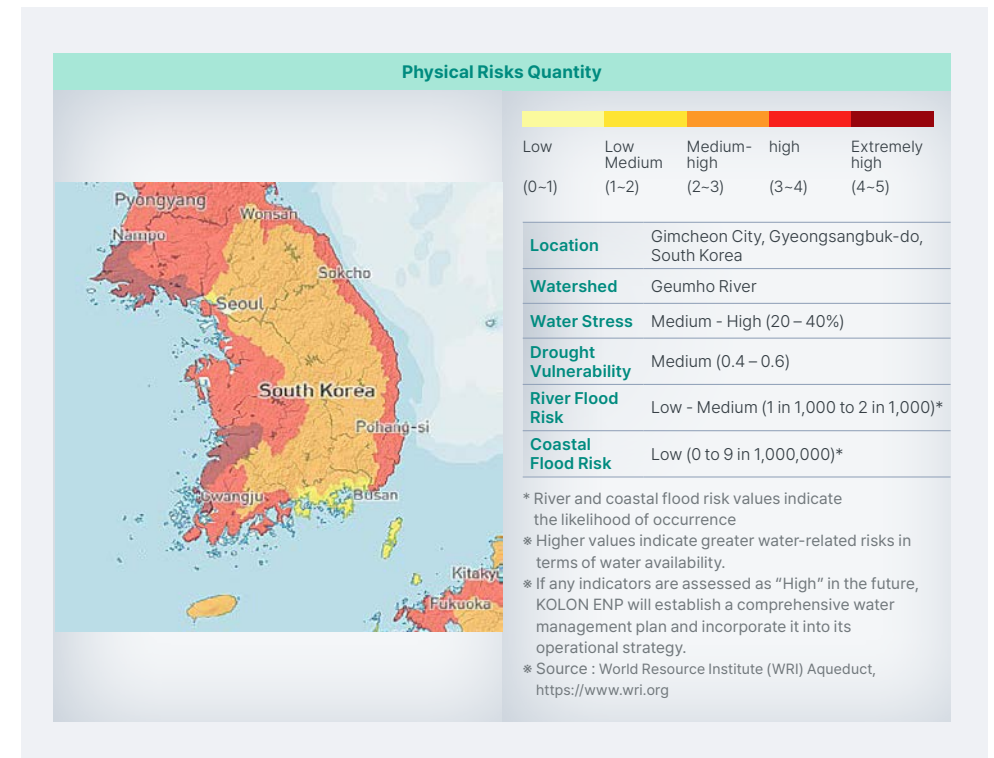 Physical Risks Quantity
Pyongyang
Wonsan
Nampo
Sokcho
Seoul
South Korea
Pohang-si
Gwangju
Busan
Kitaky
Fukuoka
Low
Low Medium
Medium-high
high
Extremely high
(0~1)
(1~2)
(2~3)
(3~4)
(4~5)
Location
Gimcheon City, Gyeongsangbuk-do,
South Korea
Watershed
Geumho River
Water Stress
Medium - High (20 – 40%)
Drought
Vulnerability
Medium (0.4 – 0.6)
River Flood
Risk
Low - Medium (1 in 1,000 to 2 in 1,000)*
Coastal
Flood Risk
Low (0 to 9 in 1,000,000)*
* River and coastal flood risk values indicate
the likelihood of occurrence
※ Higher values indicate greater water-related risks in
terms of water availability.
※ If any indicators are assessed as “High” in the future,
KOLON ENP will establish a comprehensive water
management plan and incorporate it into its
operational strategy.
※ Source : World Resource Institute (WRI) Aqueduct,
https://www.wri.org